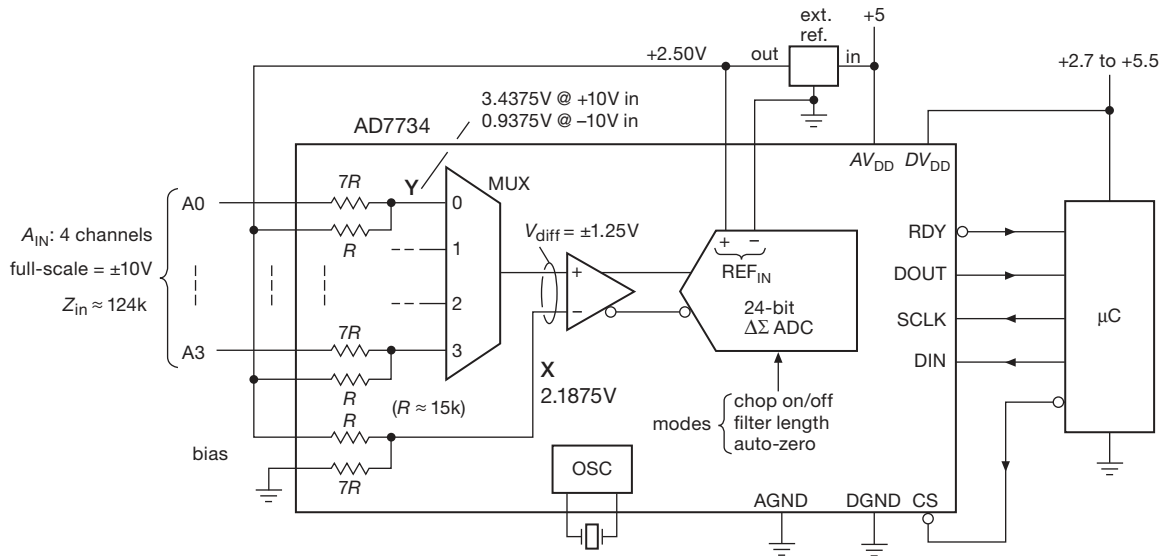 ext.
ref.
+5
+2.50V
out
in
+2.7 to +5.5
3.4375V @ +10V in
0.9375V @ –10V in
AD7734
AV_DD
DV_DD
7R
Y
MUX
A0
0
R
A_IN: 4 channels
full-scale = ±10V
Z_in ≈ 124k
1
V_diff = ±1.25V
+
–
+ –
REF_IN
24-bit
ΔΣ ADC
2
RDY
DOUT
SCLK
DIN
μC
7R
A3
3
R
X
2.1875V
(R ≈ 15k)
R
bias
7R
modes
chop on/off
filter length
auto-zero
OSC
AGND
DGND
CS